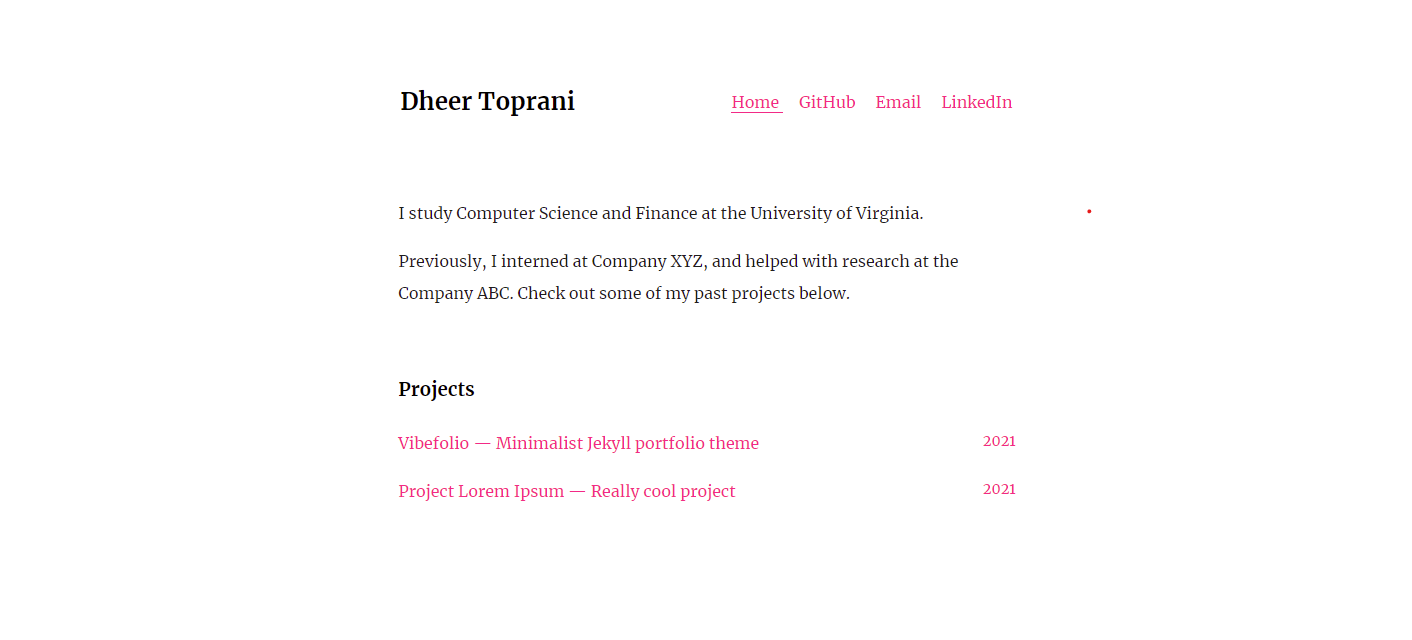 Dheer Toprani
Home GitHub Email LinkedIn
I study Computer Science and Finance at the University of Virginia.
Previously, I interned at Company XYZ, and helped with research at the
Company ABC. Check out some of my past projects below.
Projects
Vibefolio — Minimalist Jekyll portfolio theme 2021
Project Lorem Ipsum — Really cool project 2021